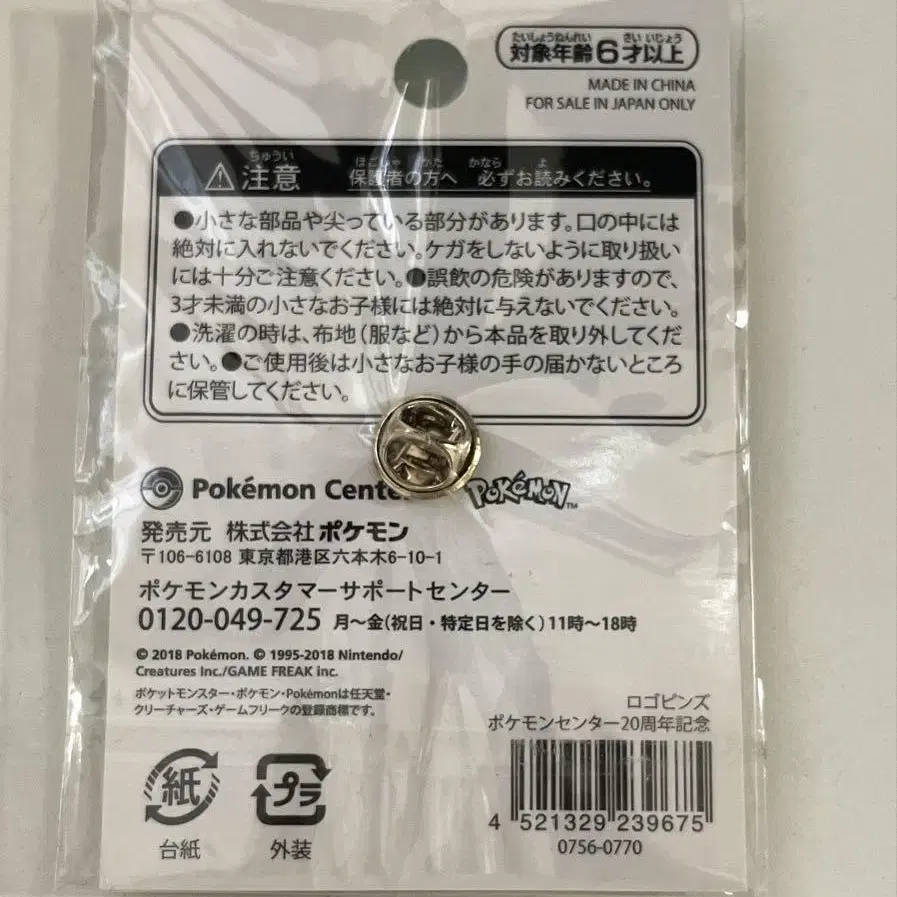 たいしょうねんれい さい いじょう
対象年齢6才以上
MADE IN CHINA
FOR SALE IN JAPAN ONLY
ちゅうい ほごしゃ かた かなら よ
注意 保護者の方へ 必ずお読みください。
●小さな部品や尖っている部分があります。口の中には
絶対に入れないでください。ケガをしないように取り扱い
には十分ご注意ください。●誤飲の危険がありますので、
3才未満の小さなお子様には絶対に与えないでください。
●洗濯の時は、布地(服など)から本品を取り外してくだ
さい。●ご使用後は小さなお子様の手の届かないところ
に保管してください。
Pokémon Cente
POKéMON™
発売元 株式会社ポケモン
〒106-6108 東京都港区六本木6-10-1
ポケモンカスタマーサポートセンター
0120-049-725 月〜金(祝日・特定日を除く)11時〜18時
© 2018 Pokémon. © 1995-2018 Nintendo/
Creatures Inc./GAME FREAK inc.
ポケットモンスター・ポケモン・Pokémonは任天堂・
クリーチャーズ・ゲームフリークの登録商標です。
ロゴピンズ
ポケモンセンター20周年記念
紙
台紙
プラ
外装
4 521329 239675
0756-0770